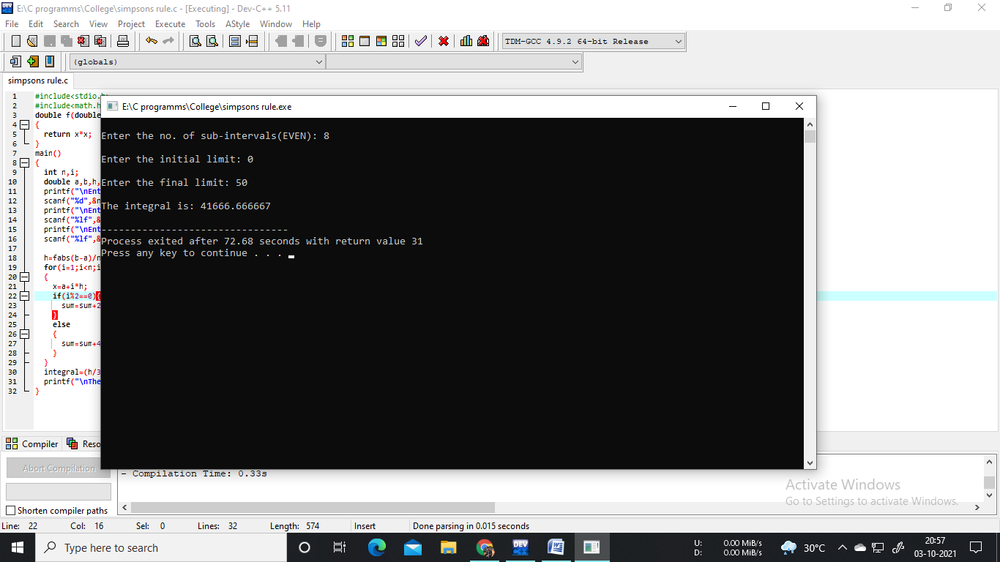 E:\C programms\College\simpsons rule.c - [Executing] - Dev-C++ 5.11
File Edit Search View Project Execute Tools AStyle Window Help
TDM-GCC 4.9.2 64-bit Release
(globals)
simpsons rule.c
1 #include<stdio.h>
2 #include<math.h
3 double f(double
4 {
5 return x*x;
6 }
7 main()
8 {
9 int n,i;
10 double a,b,h,
11 printf("\nEnt
12 scanf("%d",&n
13 printf("\nEnt
14 scanf("%lf",&
15 printf("\nEnt
16 scanf("%lf",&
17
18 h=fabs(b-a)/n
19 for(i=1;i<n;i
20 {
21 x=a+i*h;
22 if(i%2==0){
23 sum=sum+2
24 }
25 else
26 {
27 sum=sum+4
28 }
29 }
30 integral=(h/3
31 printf("\nThe
32 }
E:\C programms\College\simpsons rule.exe
Enter the no. of sub-intervals(EVEN): 8
Enter the initial limit: 0
Enter the final limit: 50
The integral is: 41666.666667
--------------------------------
Process exited after 72.68 seconds with return value 31
Press any key to continue . . .
Compiler Reso
Abort Compilation
Shorten compiler paths
- Compilation Time: 0.33s
Activate Windows
Go to Settings to activate Windows.
Line: 22 Col: 16 Sel: 0 Lines: 32 Length: 574 Insert Done parsing in 0.015 seconds
Type here to search
DEV
W
U: 0.00 MiB/s
D: 0.00 MiB/s
30°C
20:57
03-10-2021